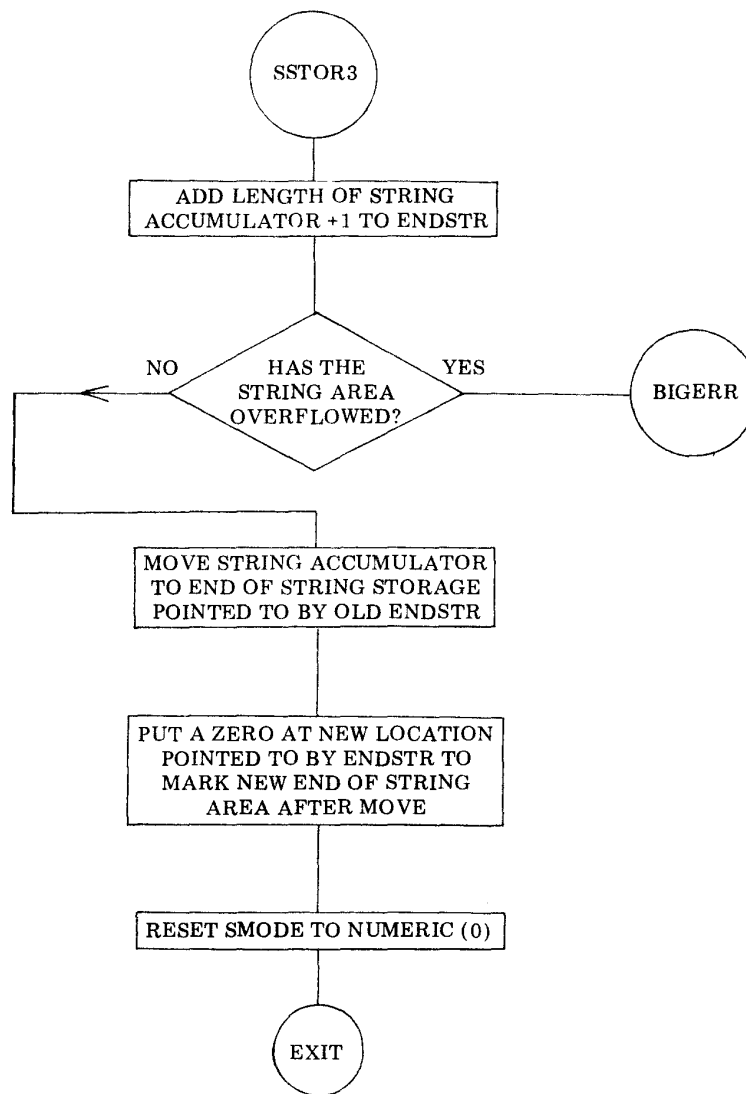 SSTOR3
ADD LENGTH OF STRING
ACCUMULATOR +1 TO ENDSTR
NO
HAS THE
STRING AREA
OVERFLOWED?
YES
BIGERR
MOVE STRING ACCUMULATOR
TO END OF STRING STORAGE
POINTED TO BY OLD ENDSTR
PUT A ZERO AT NEW LOCATION
POINTED TO BY ENDSTR TO
MARK NEW END OF STRING
AREA AFTER MOVE
RESET SMODE TO NUMERIC (0)
EXIT